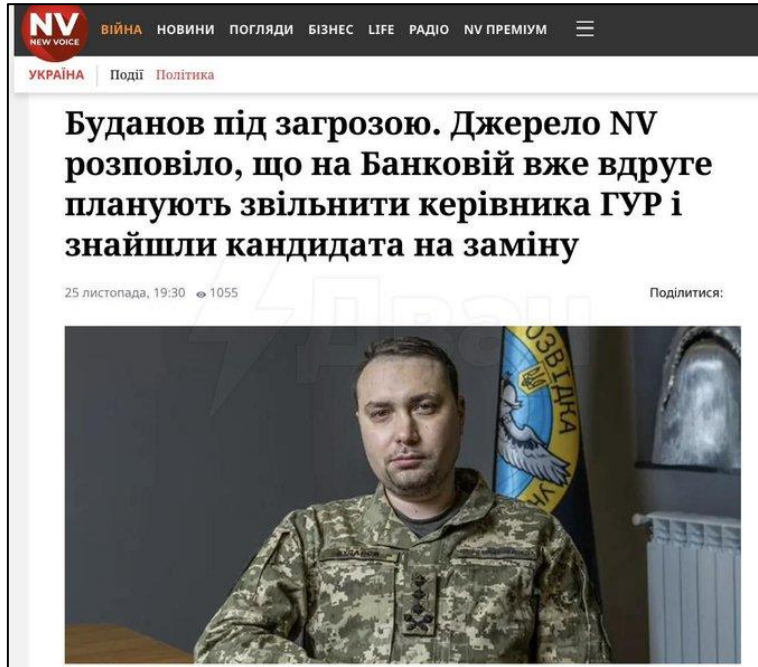 NV
NEW VOICE
ВІЙНА НОВИНИ ПОГЛЯДИ БІЗНЕС LIFE РАДІО NV ПРЕМІУМ
УКРАЇНА Події Політика
Буданов під загрозою. Джерело NV
розповіло, що на Банковій вже вдруге
планують звільнити керівника ГУР і
знайшли кандидата на заміну
25 листопада, 19:30 1055
Поділитися:
Двач
ОЗВІДКА